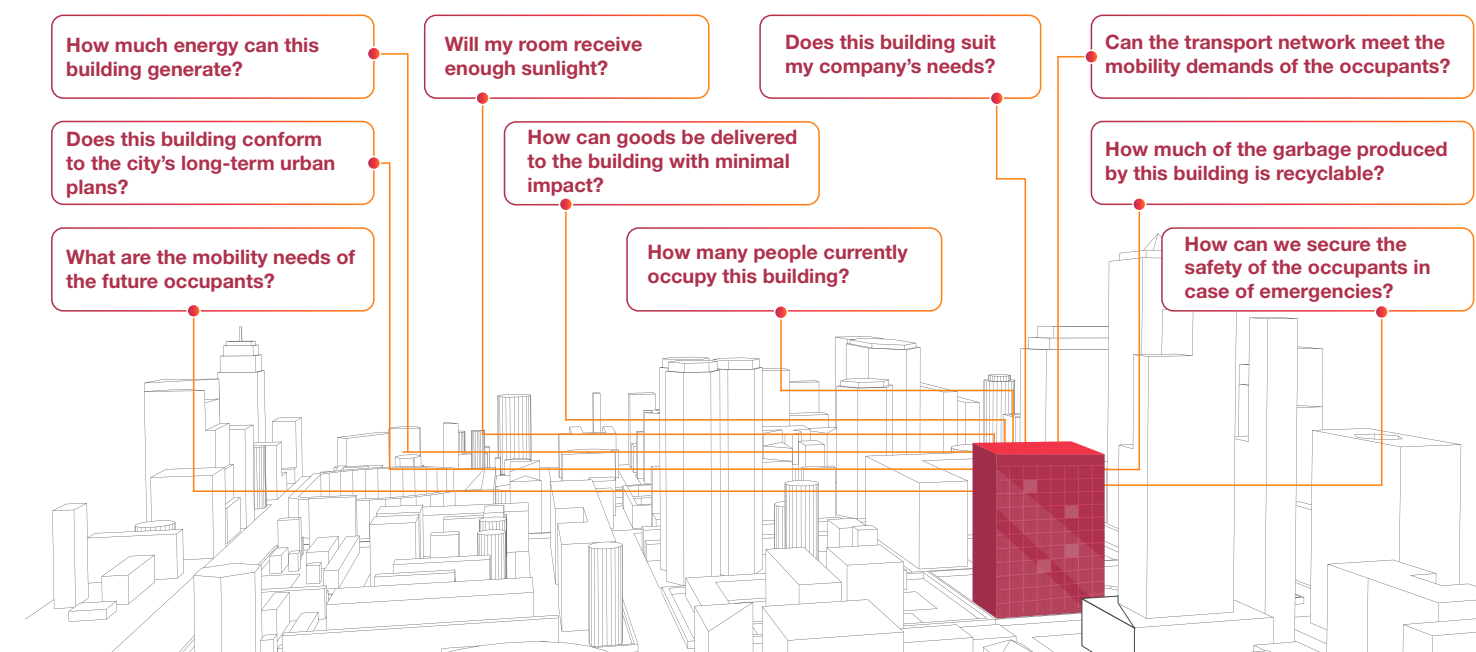 How much energy can this
building generate?
Will my room receive
enough sunlight?
Does this building suit
my company’s needs?
Can the transport network meet the
mobility demands of the occupants?
Does this building conform
to the city’s long-term urban
plans?
How can goods be delivered
to the building with minimal
impact?
How much of the garbage produced
by this building is recyclable?
What are the mobility needs of
the future occupants?
How many people currently
occupy this building?
How can we secure the
safety of the occupants in
case of emergencies?